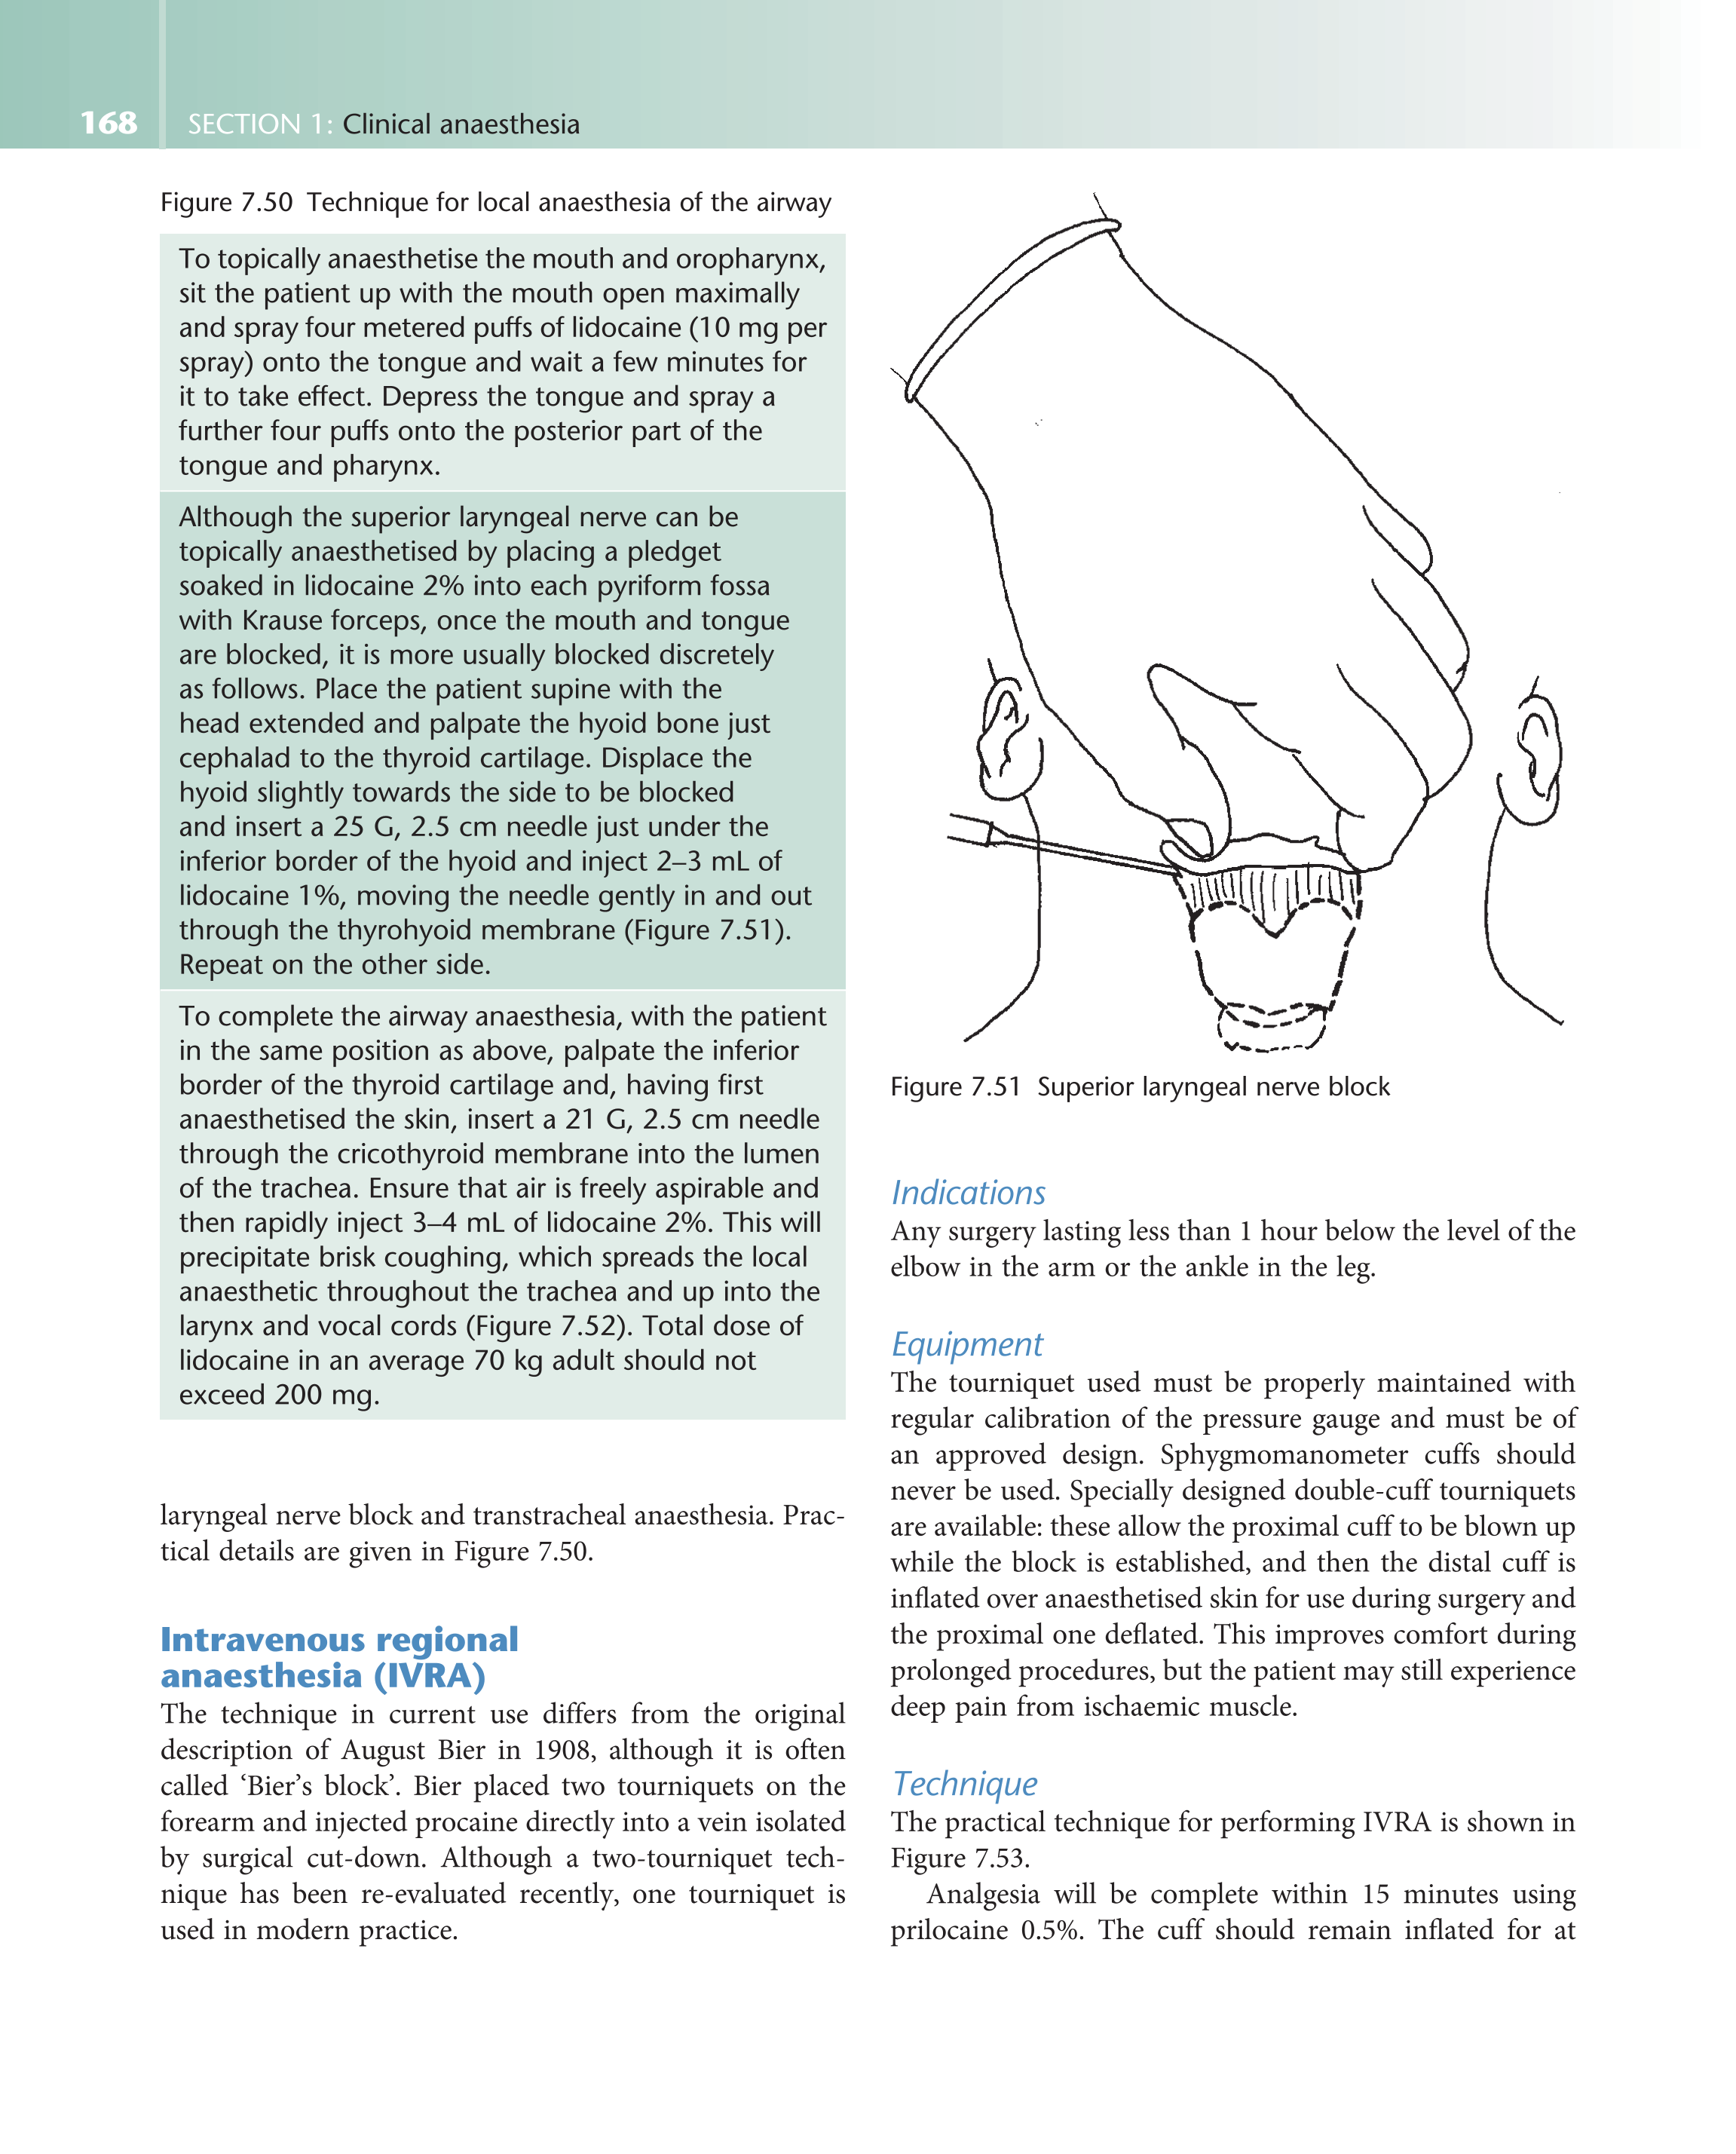 168 SECTION 1: Clinical anaesthesia
Figure 7.50 Technique for local anaesthesia of the airway
To topically anaesthetise the mouth and oropharynx,
sit the patient up with the mouth open maximally
and spray four metered puffs of lidocaine (10 mg per
spray) onto the tongue and wait a few minutes for
it to take effect. Depress the tongue and spray a
further four puffs onto the posterior part of the
tongue and pharynx.
Although the superior laryngeal nerve can be
topically anaesthetised by placing a pledget
soaked in lidocaine 2% into each pyriform fossa
with Krause forceps, once the mouth and tongue
are blocked, it is more usually blocked discretely
as follows. Place the patient supine with the
head extended and palpate the hyoid bone just
cephalad to the thyroid cartilage. Displace the
hyoid slightly towards the side to be blocked
and insert a 25 G, 2.5 cm needle just under the
inferior border of the hyoid and inject 2–3 mL of
lidocaine 1%, moving the needle gently in and out
through the thyrohyoid membrane (Figure 7.51).
Repeat on the other side.
To complete the airway anaesthesia, with the patient
in the same position as above, palpate the inferior
border of the thyroid cartilage and, having first
anaesthetised the skin, insert a 21 G, 2.5 cm needle
through the cricothyroid membrane into the lumen
of the trachea. Ensure that air is freely aspirable and
then rapidly inject 3–4 mL of lidocaine 2%. This will
precipitate brisk coughing, which spreads the local
anaesthetic throughout the trachea and up into the
larynx and vocal cords (Figure 7.52). Total dose of
lidocaine in an average 70 kg adult should not
exceed 200 mg.
laryngeal nerve block and transtracheal anaesthesia. Prac-
tical details are given in Figure 7.50.
Intravenous regional
anaesthesia (IVRA)
The technique in current use differs from the original
description of August Bier in 1908, although it is often
called ‘Bier’s block’. Bier placed two tourniquets on the
forearm and injected procaine directly into a vein isolated
by surgical cut-down. Although a two-tourniquet tech-
nique has been re-evaluated recently, one tourniquet is
used in modern practice.
Figure 7.51 Superior laryngeal nerve block
Indications
Any surgery lasting less than 1 hour below the level of the
elbow in the arm or the ankle in the leg.
Equipment
The tourniquet used must be properly maintained with
regular calibration of the pressure gauge and must be of
an approved design. Sphygmomanometer cuffs should
never be used. Specially designed double-cuff tourniquets
are available: these allow the proximal cuff to be blown up
while the block is established, and then the distal cuff is
inflated over anaesthetised skin for use during surgery and
the proximal one deflated. This improves comfort during
prolonged procedures, but the patient may still experience
deep pain from ischaemic muscle.
Technique
The practical technique for performing IVRA is shown in
Figure 7.53.
Analgesia will be complete within 15 minutes using
prilocaine 0.5%. The cuff should remain inflated for at